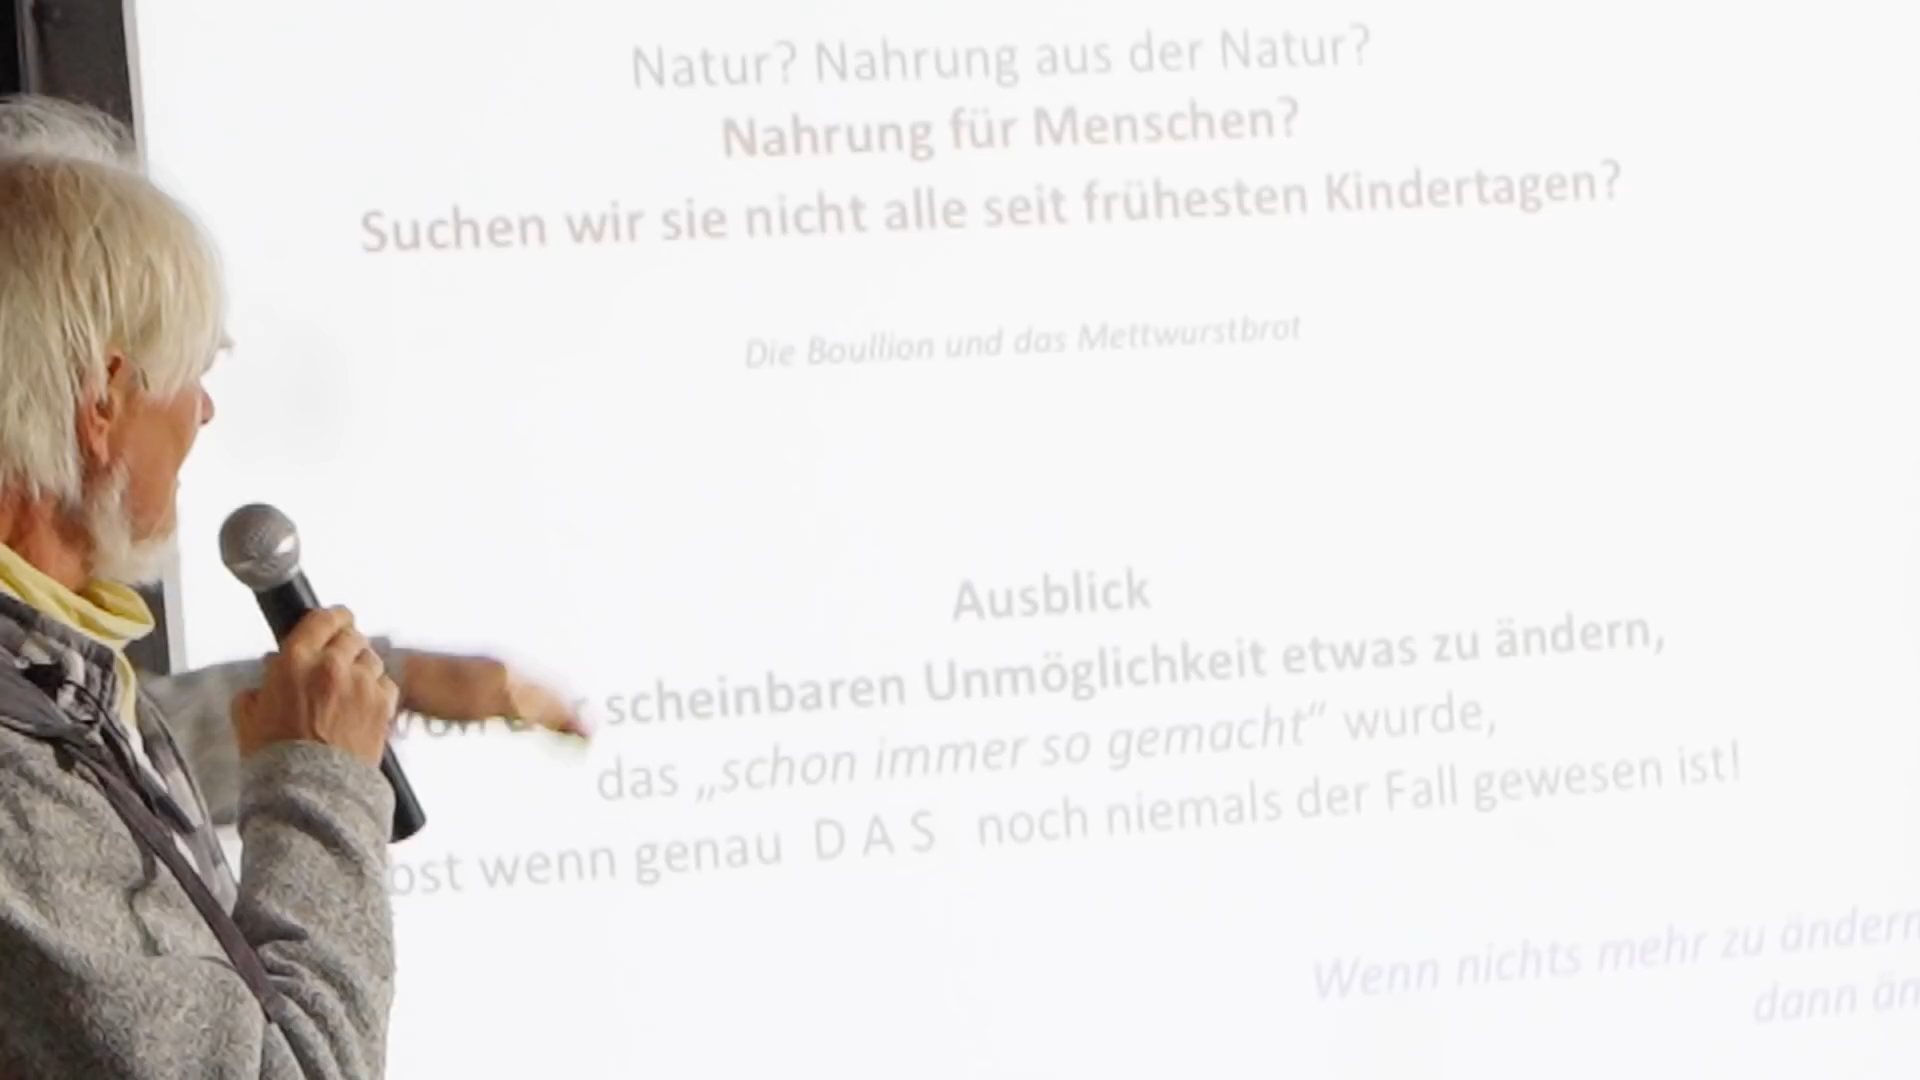 Natur? Nahrung aus der Natur?
Nahrung für Menschen?
Suchen wir sie nicht alle seit frühesten Kindertagen?
Die Boullion und das Mettwurstbrot
Ausblick
scheinbaren Unmöglichkeit etwas zu ändern,
das „schon immer so gemacht“ wurde,
wenn genau D A S noch niemals der Fall gewesen ist!
Wenn nichts mehr zu ändern
dann